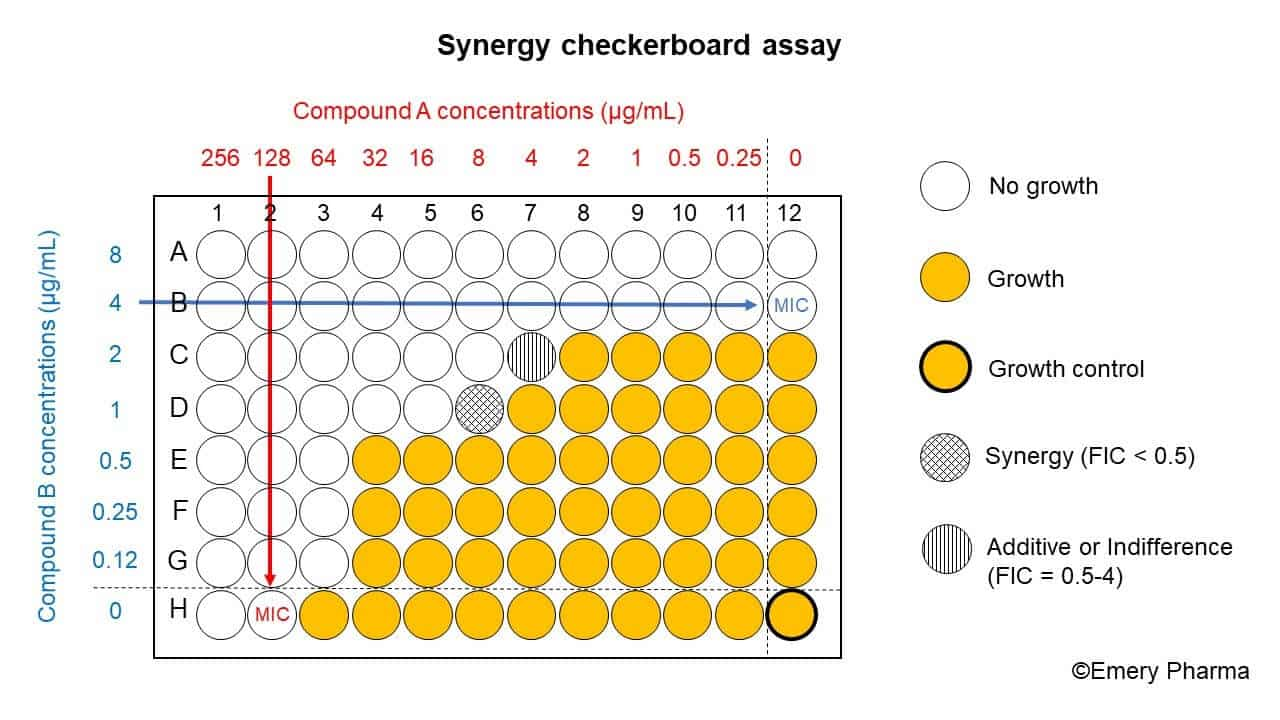 Synergy checkerboard assay
Compound A concentrations (µg/mL)
256 128 64 32 16 8 4 2 1 0.5 0.25 0
1 2 3 4 5 6 7 8 9 10 11 12
Compound B concentrations (µg/mL)
8 A
4 B MIC
2 C
1 D
0.5 E
0.25 F
0.12 G
0 H MIC
No growth
Growth
Growth control
Synergy (FIC < 0.5)
Additive or Indifference
(FIC = 0.5-4)
©Emery Pharma